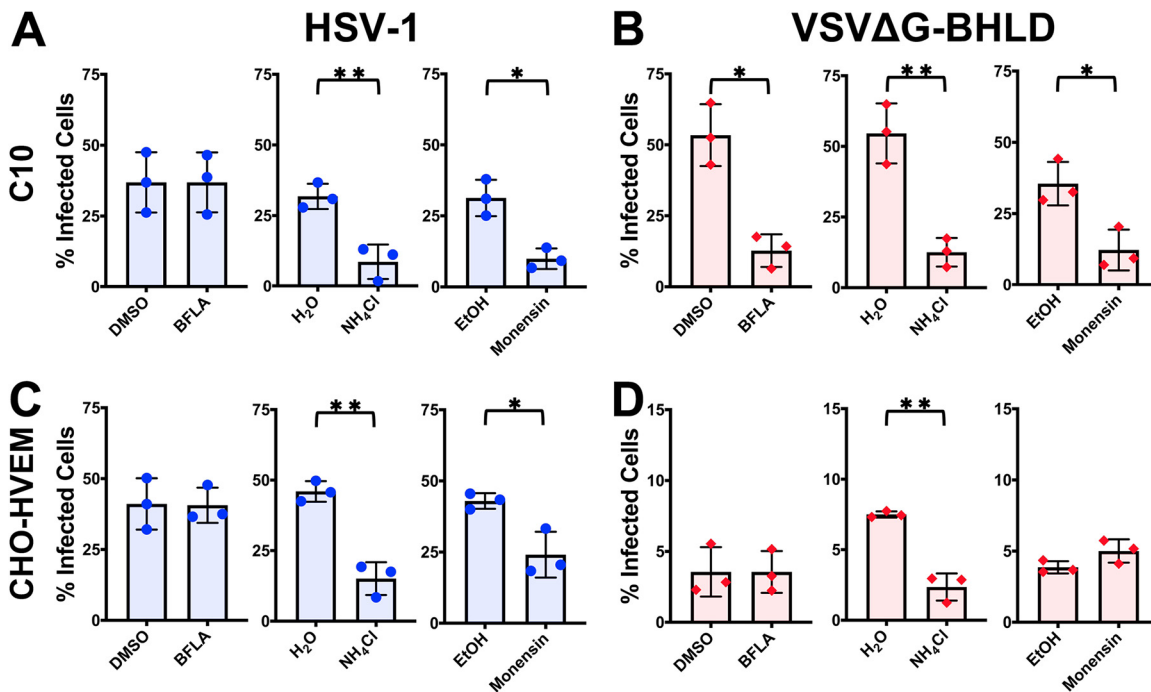 A HSV-1
B VSVΔG-BHLD
C10
% Infected Cells
75
50
25
0
DMSO
BFLA
**
75
50
25
0
H₂O
NH₄Cl
*
75
50
25
0
EtOH
Monensin
% Infected Cells
*
75
50
25
0
DMSO
BFLA
**
75
50
25
0
H₂O
NH₄Cl
*
75
50
25
0
EtOH
Monensin
C
CHO-HVEM
% Infected Cells
75
50
25
0
DMSO
BFLA
**
75
50
25
0
H₂O
NH₄Cl
*
75
50
25
0
EtOH
Monensin
D
% Infected Cells
15
10
5
0
DMSO
BFLA
**
15
10
5
0
H₂O
NH₄Cl
15
10
5
0
EtOH
Monensin